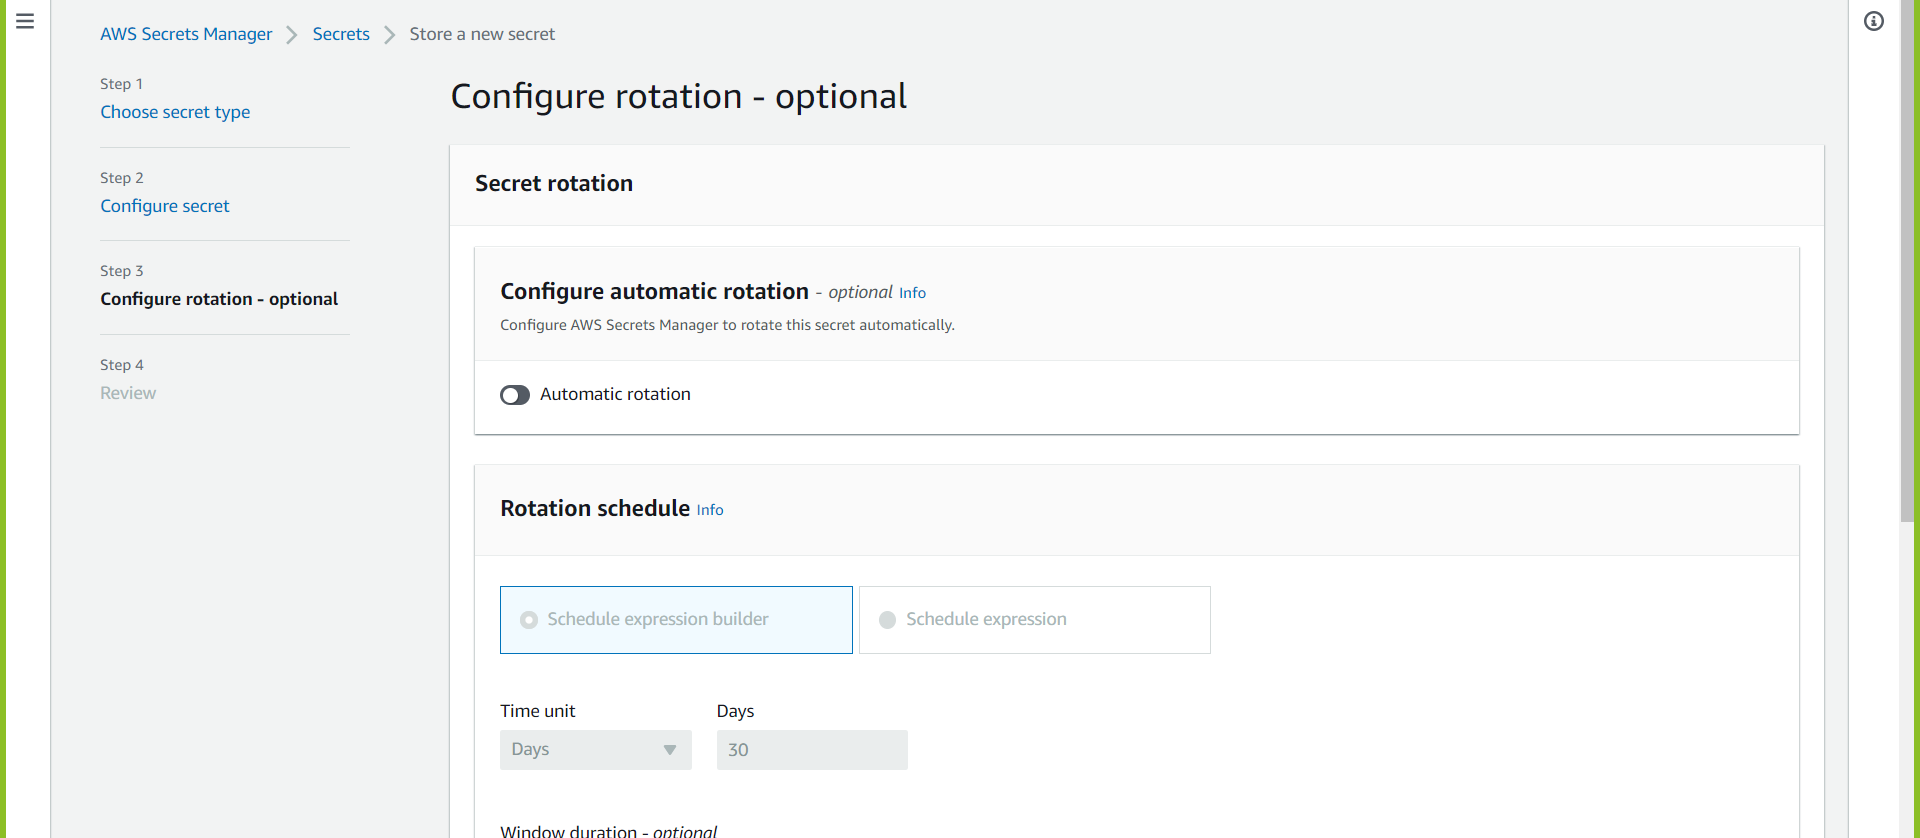 AWS Secrets Manager > Secrets > Store a new secret
Step 1
Choose secret type
Step 2
Configure secret
Step 3
Configure rotation - optional
Step 4
Review
Configure rotation - optional
Secret rotation
Configure automatic rotation - optional Info
Configure AWS Secrets Manager to rotate this secret automatically.
Automatic rotation
Rotation schedule Info
Schedule expression builder
Schedule expression
Time unit
Days
Days
30
Window duration - optional